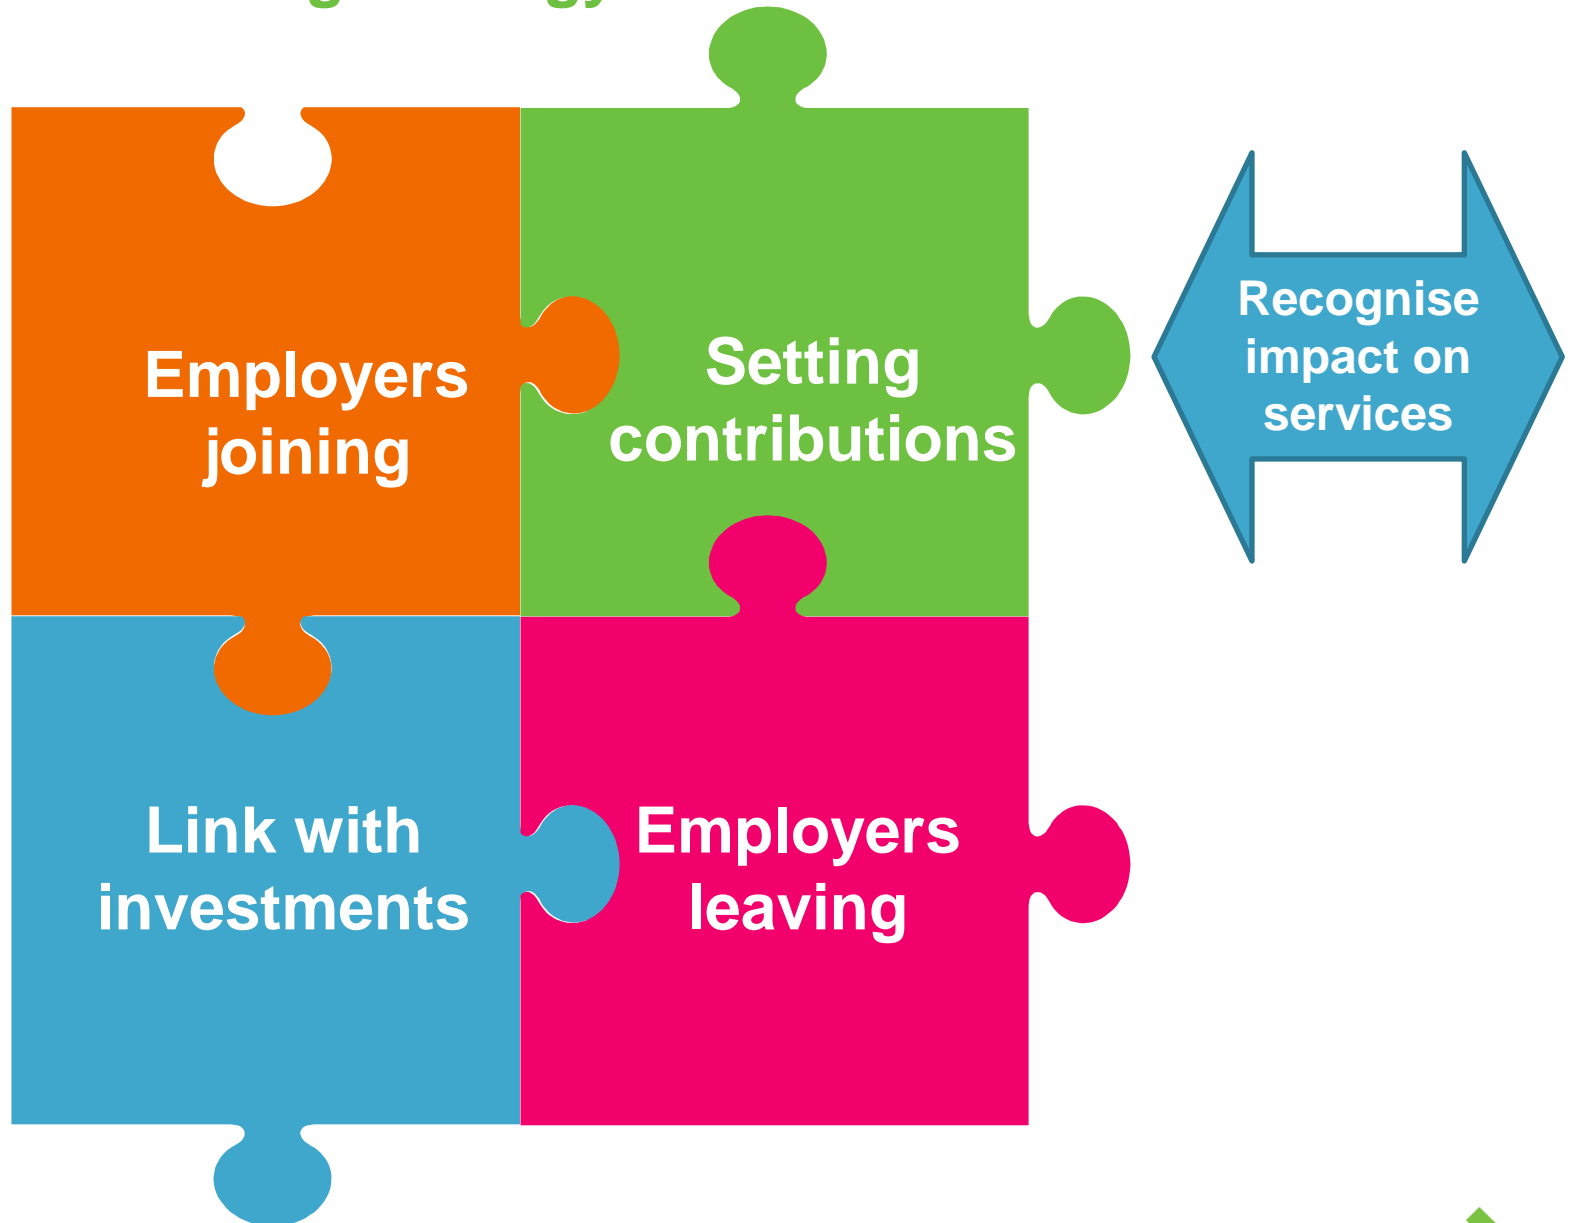 Employers
joining
Setting
contributions
Recognise
impact on
services
Link with
investments
Employers
leaving